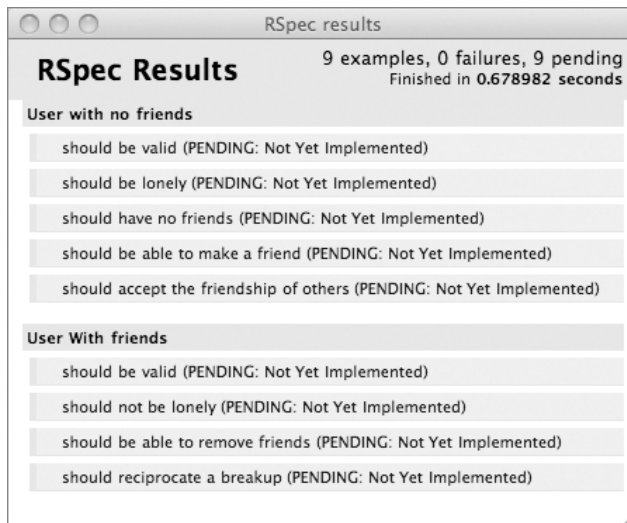 RSpec results
RSpec Results
9 examples, 0 failures, 9 pending
Finished in 0.678982 seconds
User with no friends
should be valid (PENDING: Not Yet Implemented)
should be lonely (PENDING: Not Yet Implemented)
should have no friends (PENDING: Not Yet Implemented)
should be able to make a friend (PENDING: Not Yet Implemented)
should accept the friendship of others (PENDING: Not Yet Implemented)
User With friends
should be valid (PENDING: Not Yet Implemented)
should not be lonely (PENDING: Not Yet Implemented)
should be able to remove friends (PENDING: Not Yet Implemented)
should reciprocate a breakup (PENDING: Not Yet Implemented)